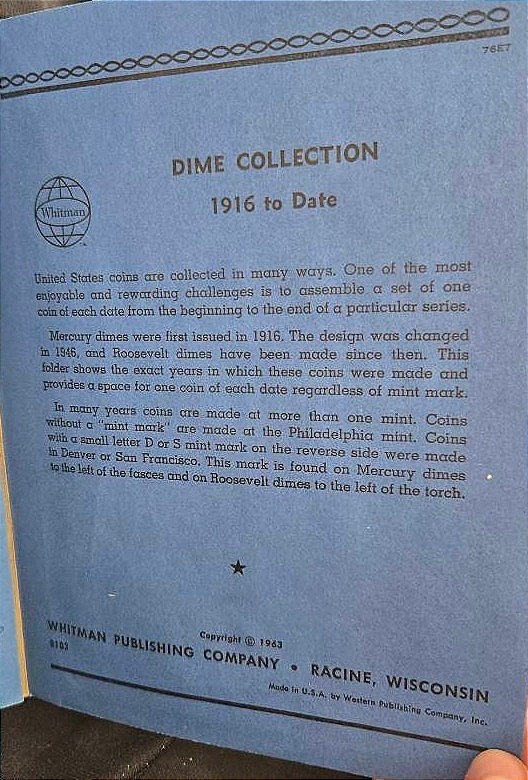 76E7
DIME COLLECTION
1916 to Date
Whitman
United States coins are collected in many ways. One of the most
enjoyable and rewarding challenges is to assemble a set of one
coin of each date from the beginning to the end of a particular series.
Mercury dimes were first issued in 1916. The design was changed
in 1946, and Roosevelt dimes have been made since then. This
folder shows the exact years in which these coins were made and
provides a space for one coin of each date regardless of mint mark.
In many years coins are made at more than one mint. Coins
without a "mint mark" are made at the Philadelphia mint. Coins
with a small letter D or S mint mark on the reverse side were made
in Denver or San Francisco. This mark is found on Mercury dimes
to the left of the fasces and on Roosevelt dimes to the left of the torch.
★
Copyright © 1963
WHITMAN PUBLISHING COMPANY • RACINE, WISCONSIN
9103
Made in U.S.A. by Western Publishing Company, Inc.